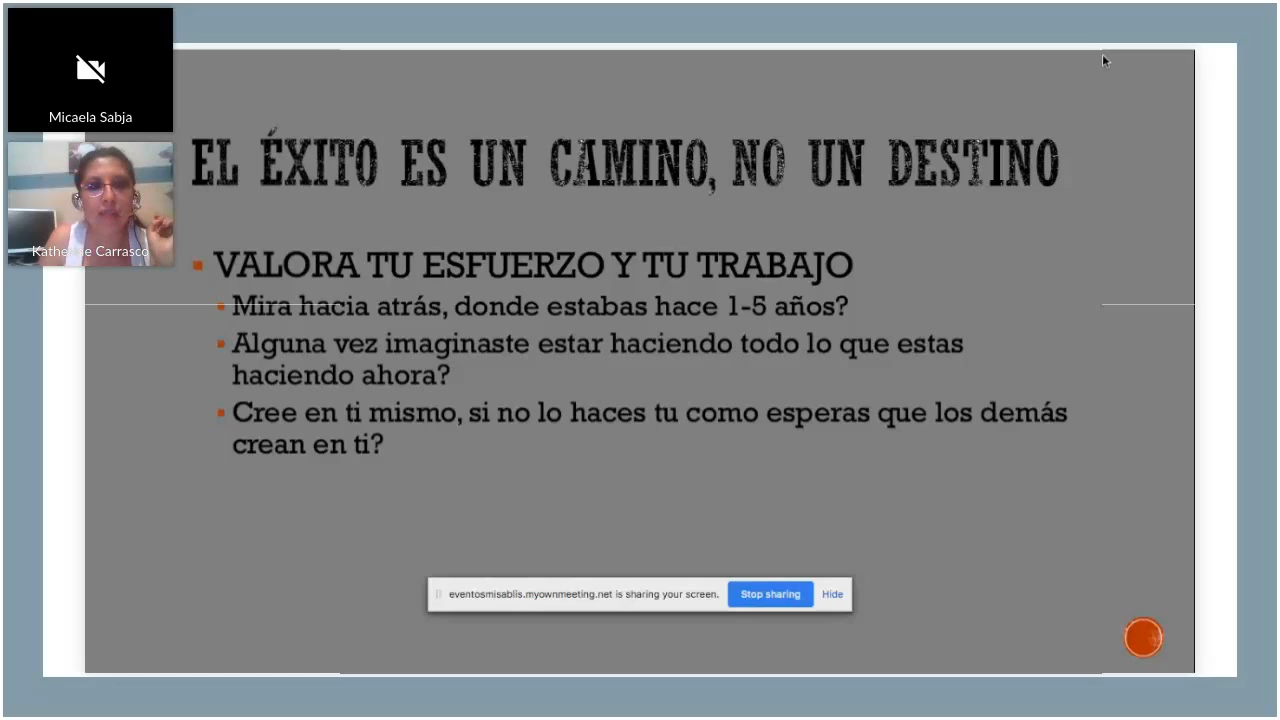 Micaela Sabja
Katherine Carrasco
EL ÉXITO ES UN CAMINO, NO UN DESTINO
VALORA TU ESFUERZO Y TU TRABAJO
Mira hacia atrás, donde estabas hace 1-5 años?
Alguna vez imaginaste estar haciendo todo lo que estas
haciendo ahora?
Cree en ti mismo, si no lo haces tu como esperas que los demás
crean en ti?
eventosmisablis.myownmeeting.net is sharing your screen. Stop sharing Hide